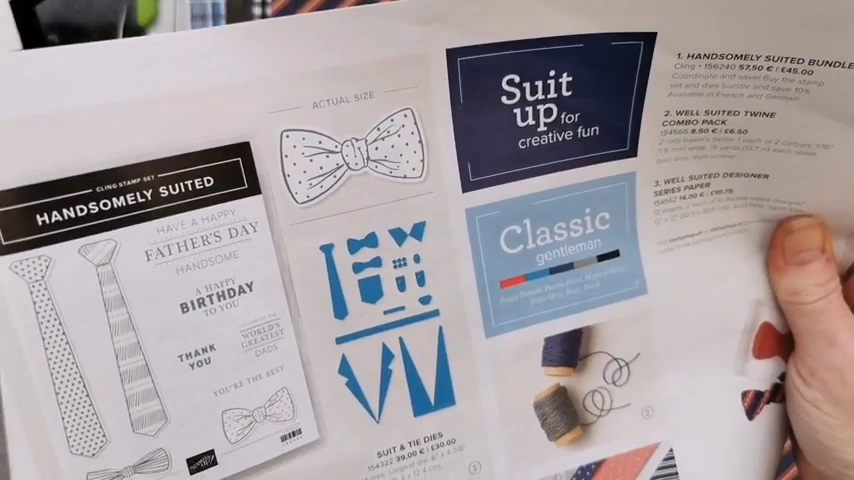 CLING STAMP SET
HANDSOMELY SUITED
HAVE A HAPPY
FATHER'S DAY
HANDSOME
A HAPPY
BIRTHDAY
TO YOU
WORLD'S
GREATEST
DADS
THANK
YOU
YOU'RE THE BEST
ACTUAL SIZE
SUIT & TIE DIES
154322 39,00 € | £30.00
1
Suit
up for
creative fun
Classic
gentleman
2
1. HANDSOMELY SUITED BUNDLE
Cling • 156240 57,50 € | £45.00
Coordinate and save! Buy the stamp
set and dies bundle and save 10%.
Available in French and German.
2. WELL SUITED TWINE
COMBO PACK
154566 8,50 € | £6.50
3. WELL SUITED DESIGNER
SERIES PAPER